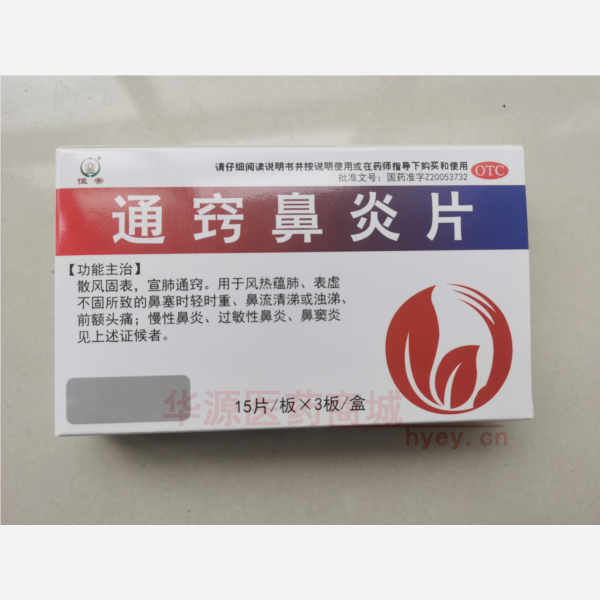 恒帝
请仔细阅读说明书并按说明使用或在药师指导下购买和使用
批准文号：国药准字Z20053732
OTC
通窍鼻炎片
【功能主治】
散风固表，宣肺通窍。用于风热蕴肺、表虚
不固所致的鼻塞时轻时重、鼻流清涕或浊涕、
前额头痛；慢性鼻炎、过敏性鼻炎、鼻窦炎
见上述证候者。
15片/板×3板/盒
华源医药商城
hyey.cn